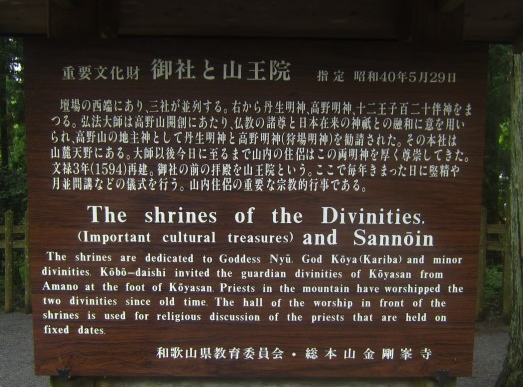 重要文化財 御社と山王院 指定 昭和40年5月29日
壇場の西端にあり、三社が並列する。右から丹生明神、高野明神、十二王子百二十伴神をま
つる。弘法大師は高野山開創にあたり、仏教の諸尊と日本在来の神祇との融和に意を用い
られ、高野山の地主神として丹生明神と高野明神(狩場明神)を勧請された。その本社は
山麓天野にある。大師以後今日に至るまで山内の住侶はこの両明神を厚く尊崇してきた。
文禄3年(1594)再建。御社の前の拝殿を山王院という。ここで毎年きまった日に竪精や
月並問講などの儀式を行う。山内住侶の重要な宗教的行事である。
The shrines of the Divinities.
(Important cultural treasures) and Sannōin
The shrines are dedicated to Goddess Nyū. God Kōya (Kariba) and minor
divinities. Kōbō-daishi invited the guardian divinities of Kōyasan from
Amano at the foot of Kōyasan. Priests in the mountain have worshipped the
two divinities since old time. The hall of the worship in front of the
shrines is used for religious discussion of the priests that are held on
fixed dates.
和歌山県教育委員会・総本山金剛峯寺